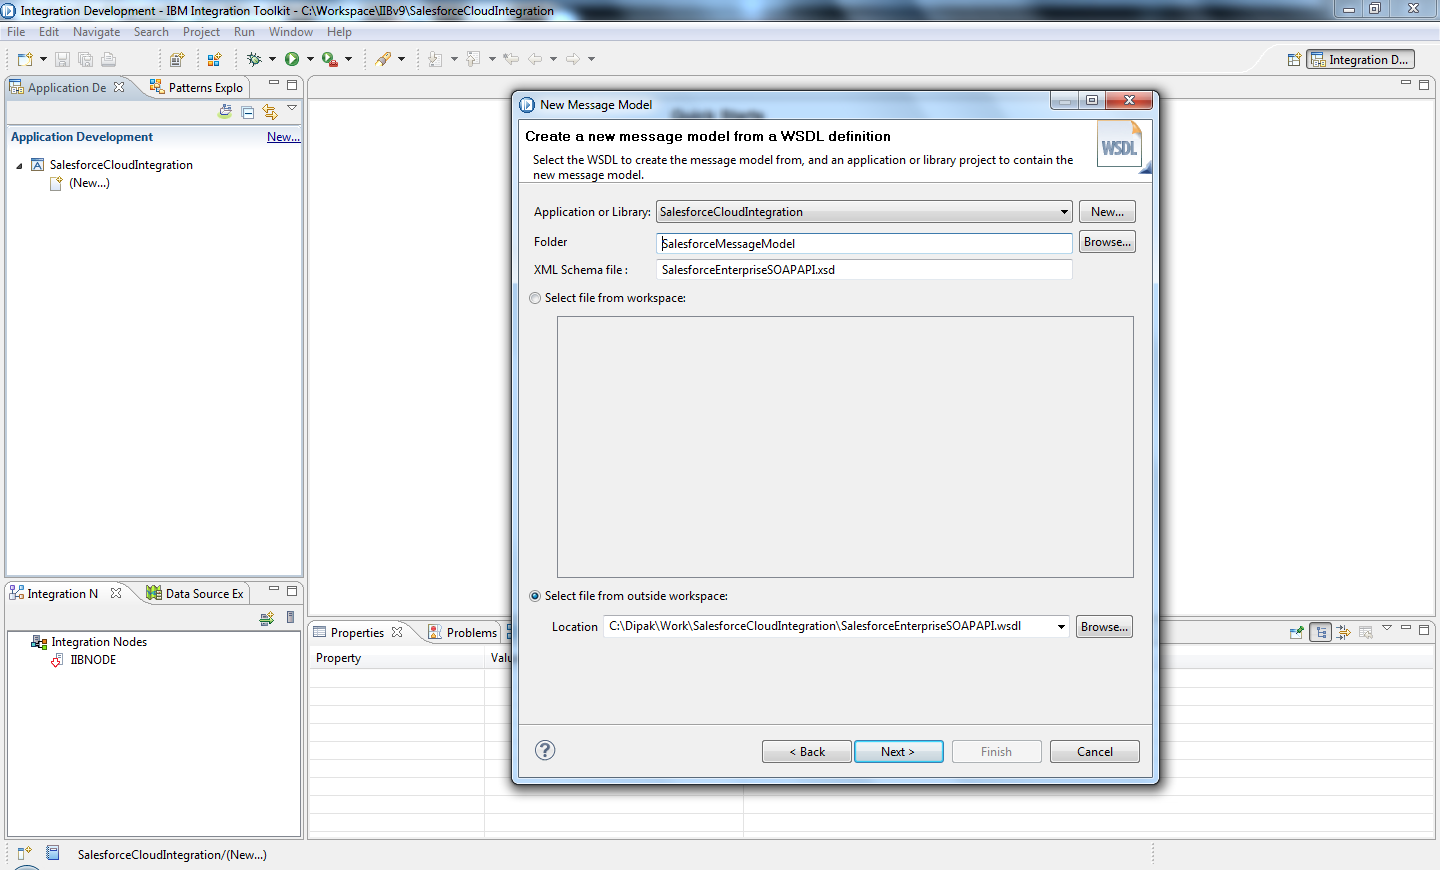 Integration Development - IBM Integration Toolkit - C:\Workspace\IIBv9\SalesforceCloudIntegration
File Edit Navigate Search Project Run Window Help
Integration D...
Application De
Patterns Explo
Application Development New...
SalesforceCloudIntegration
(New...)
Integration N
Data Source Ex
Integration Nodes
IIBNODE
Properties
Problems
Property
Valu
SalesforceCloudIntegration/(New...)
Quick Starts
New Message Model
Create a new message model from a WSDL definition
Select the WSDL to create the message model from, and an application or library project to contain the
new message model.
WSDL
Application or Library: SalesforceCloudIntegration New...
Folder SalesforceMessageModel Browse...
XML Schema file : SalesforceEnterpriseSOAPAPI.xsd
Select file from workspace:
Select file from outside workspace:
Location C:\Dipak\Work\SalesforceCloudIntegration\SalesforceEnterpriseSOAPAPI.wsdl Browse...
< Back Next > Finish Cancel